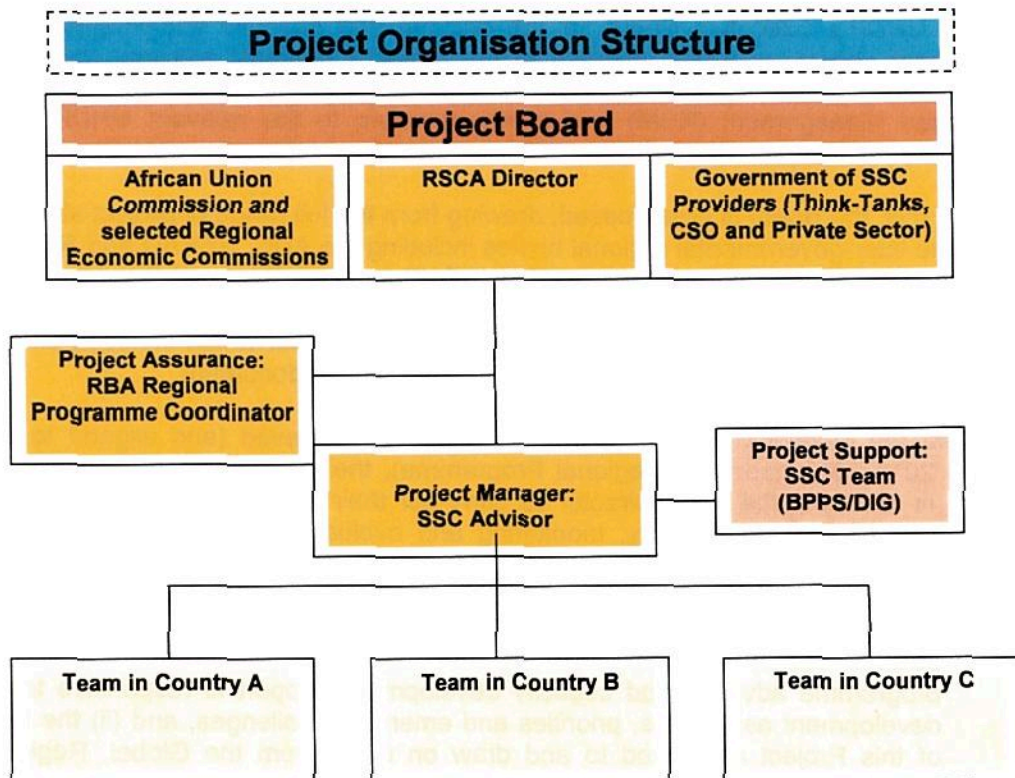 Project Organisation Structure
Project Board
African Union
Commission and
selected Regional
Economic Commissions
RSCA Director
Government of SSC
Providers (Think-Tanks,
CSO and Private Sector)
Project Assurance:
RBA Regional
Programme Coordinator
Project Manager:
SSC Advisor
Project Support:
SSC Team
(BPPS/DIG)
Team in Country A
Team in Country B
Team in Country C